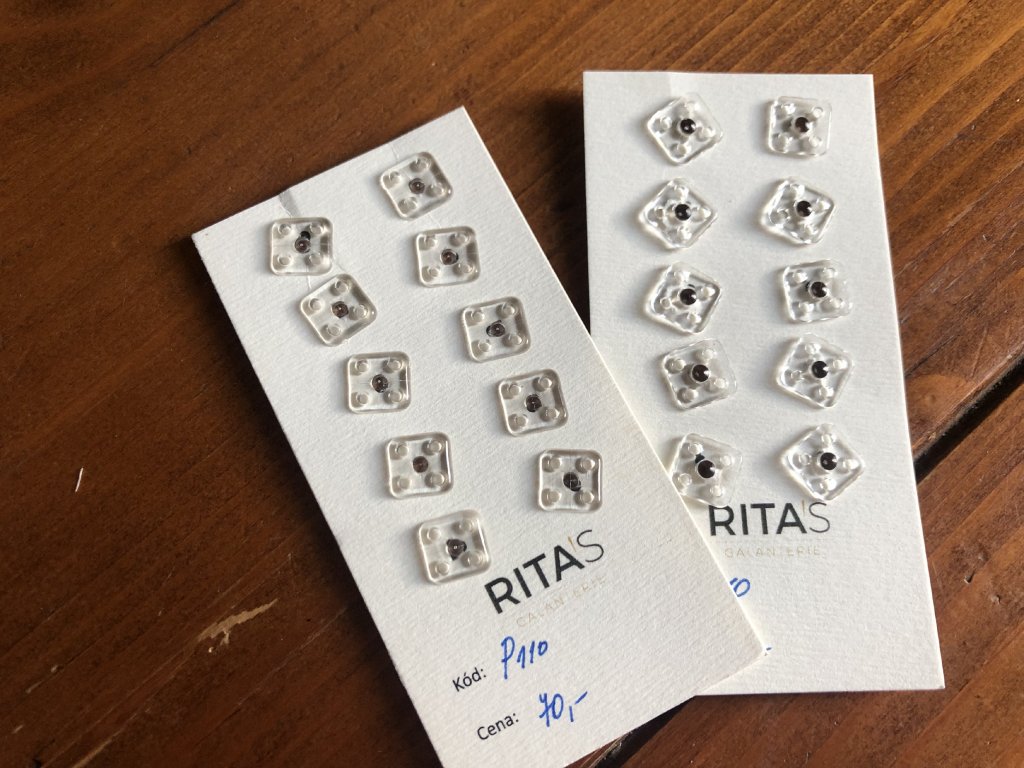 RITA'S
GALANTERIE
Kód: P110
Cena: 70,-
RITA'S
GALANTERIE